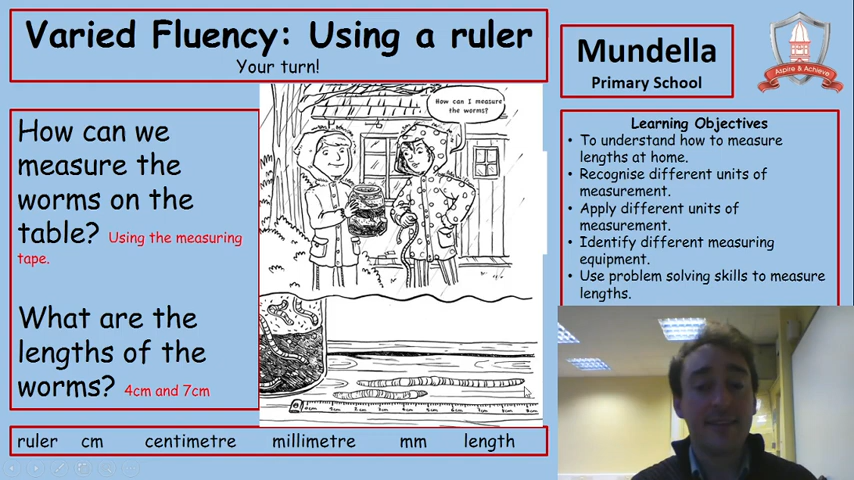 Varied Fluency: Using a ruler
Your turn!
Mundella
Primary School
Aspire & Achieve
How can we
measure the
worms on the
table? Using the measuring
tape.
What are the
lengths of the
worms? 4cm and 7cm
How can I measure
the worms?
Learning Objectives
• To understand how to measure
lengths at home.
• Recognise different units of
measurement.
• Apply different units of
measurement.
• Identify different measuring
equipment.
• Use problem solving skills to measure
lengths.
ruler cm centimetre millimetre mm length